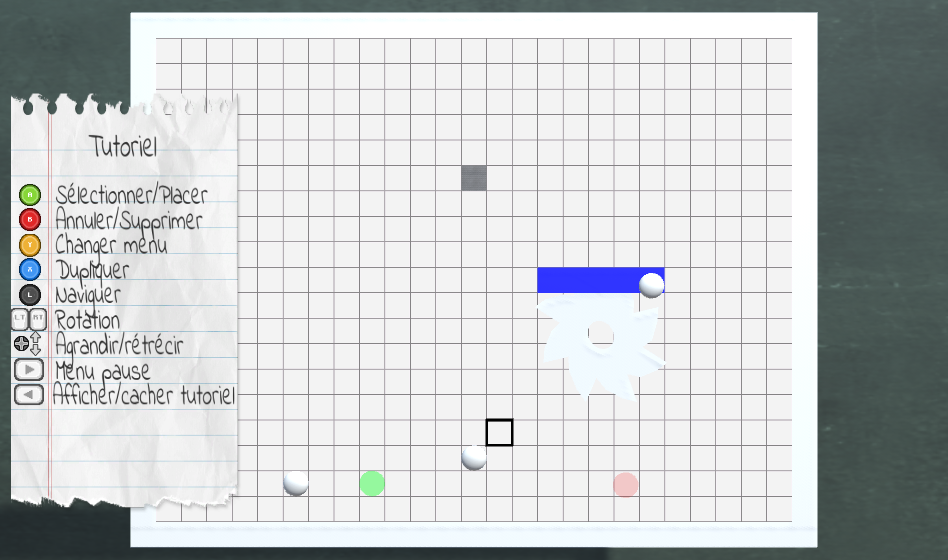 Tutoriel
A Sélectionner/Placer
B Annuler/Supprimer
Y Changer menu
X Dupliquer
L Naviguer
LT RT Rotation
Agrandir/rétrécir
Menu pause
Afficher/cacher tutoriel